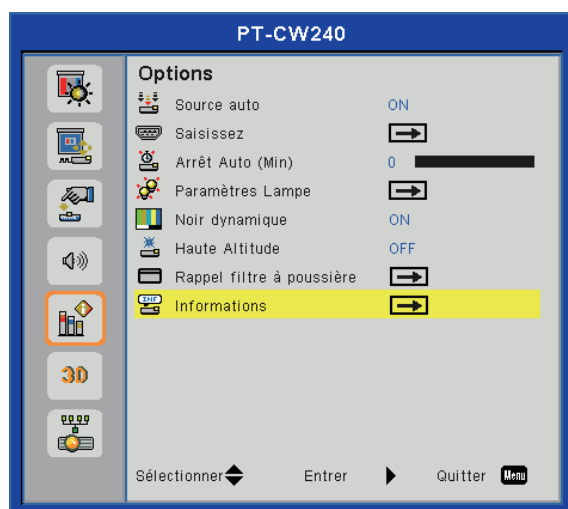 PT-CW240
Options
Source auto ON
Saisissez
Arrêt Auto (Min) 0
Paramètres Lampe
Noir dynamique ON
Haute Altitude OFF
Rappel filtre à poussière
INF Informations
3D
Sélectionner Entrer Quitter Menu